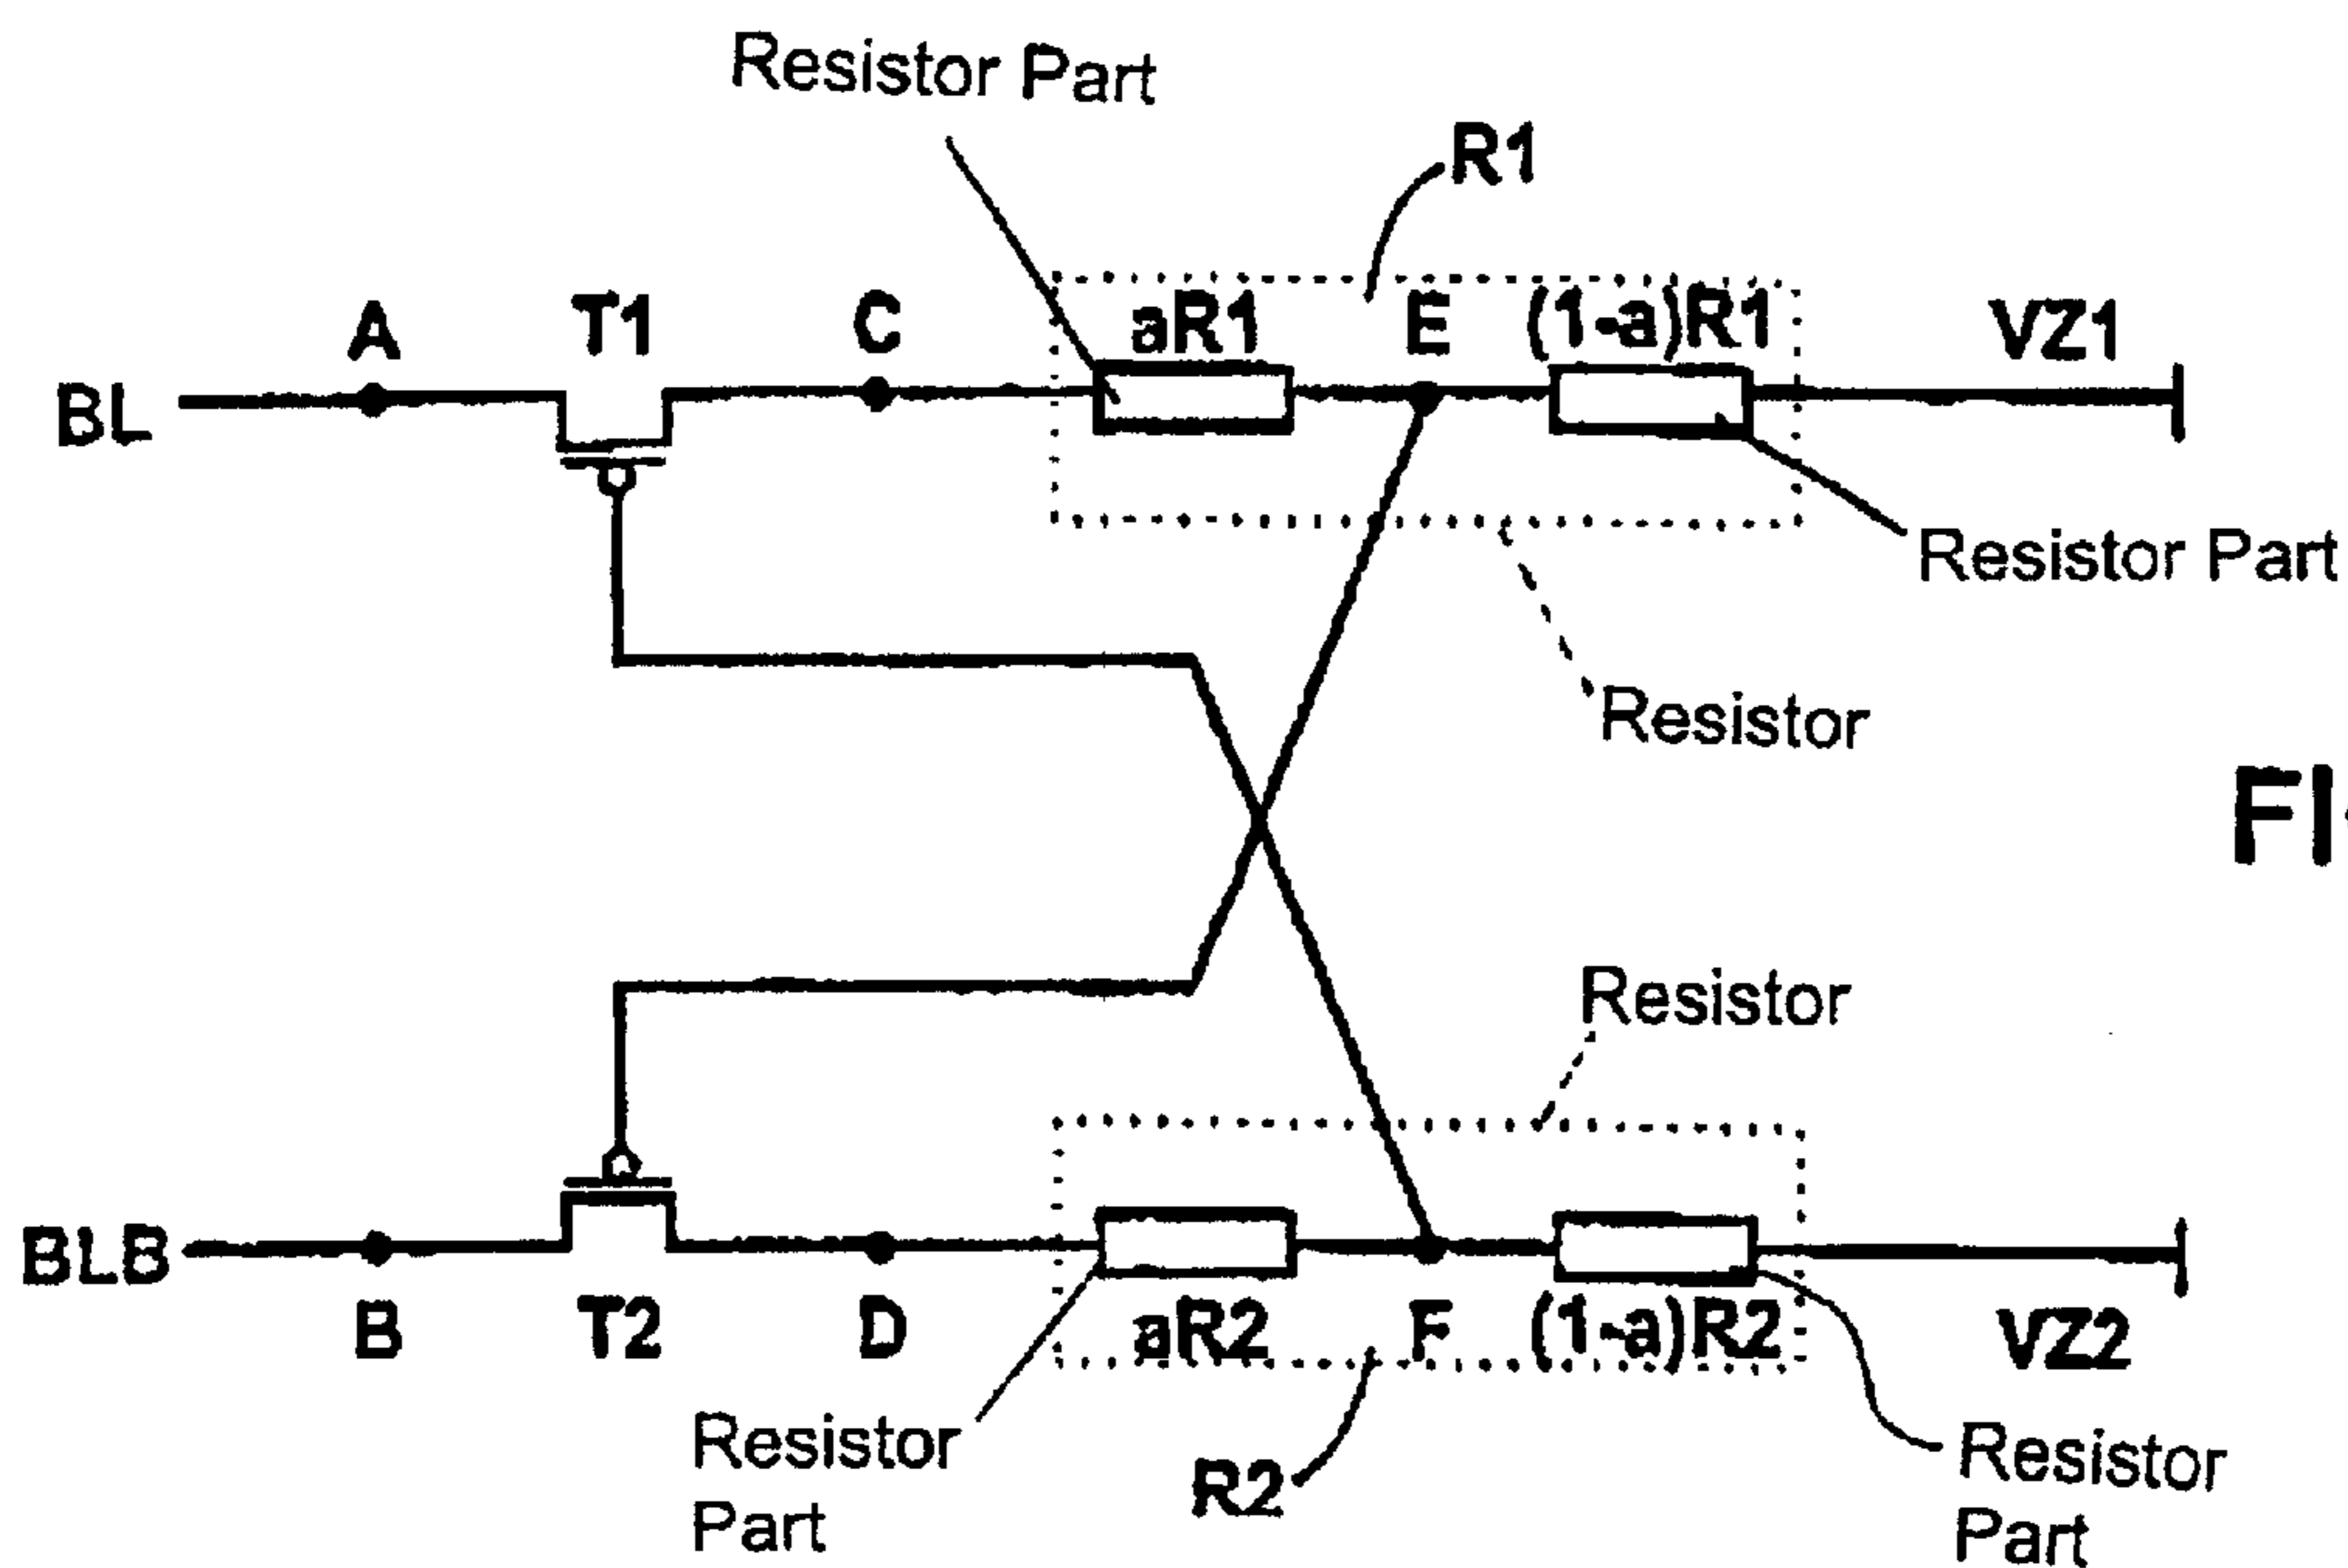 Resistor Part
R1
A T1 C aR1 E (1-a)R1 VZ1
BL
Resistor Part
Resistor
Resistor
BLB
B T2 D aR2 F (1-a)R2 VZ2
Resistor
Part
R2
Resistor
Part